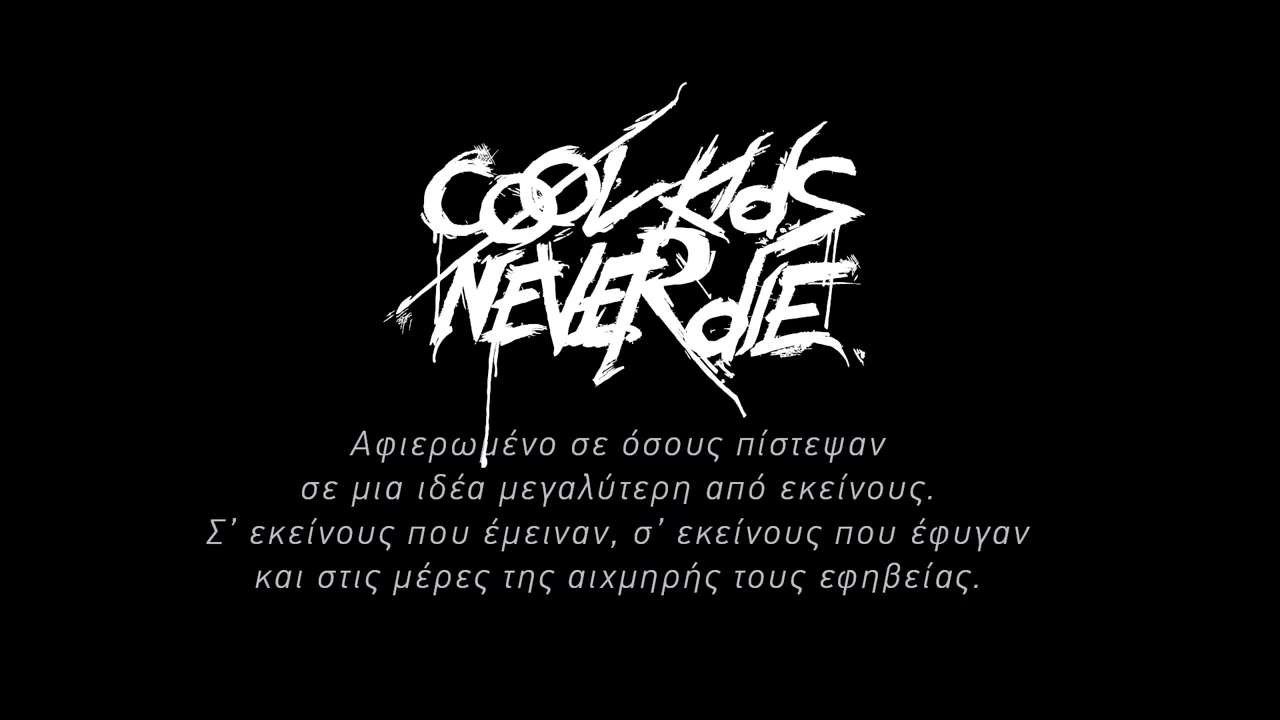 COOL KIdS
NEVER dIE
Αφιερωμένο σε όσους πίστεψαν
σε μια ιδέα μεγαλύτερη από εκείνους.
Σ’ εκείνους που έμειναν, σ’ εκείνους που έφυγαν
και στις μέρες της αιχμηρής τους εφηβείας.